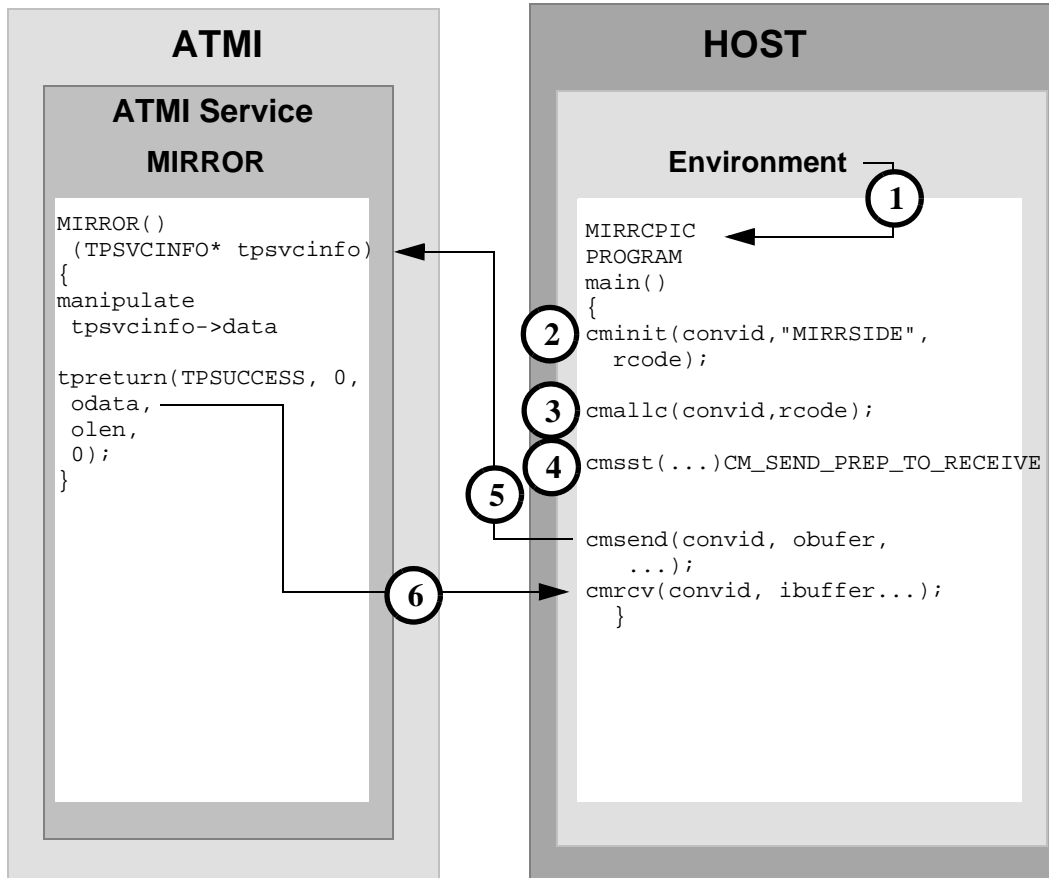 ATMI
ATMI Service
MIRROR
MIRROR()
(TPSVCINFO* tpsvcinfo)
{
manipulate
tpsvcinfo->data
tpreturn(TPSUCCESS, 0,
odata,
olen,
0);
}
HOST
Environment
1
MIRRCPIC
PROGRAM
main()
{
2
cminit(convid,"MIRRSIDE",
rcode);
3
cmallc(convid,rcode);
4
cmsst(...)CM_SEND_PREP_TO_RECEIVE
5
cmsend(convid, obufer,
...);
6
cmrcv(convid, ibuffer...);
}